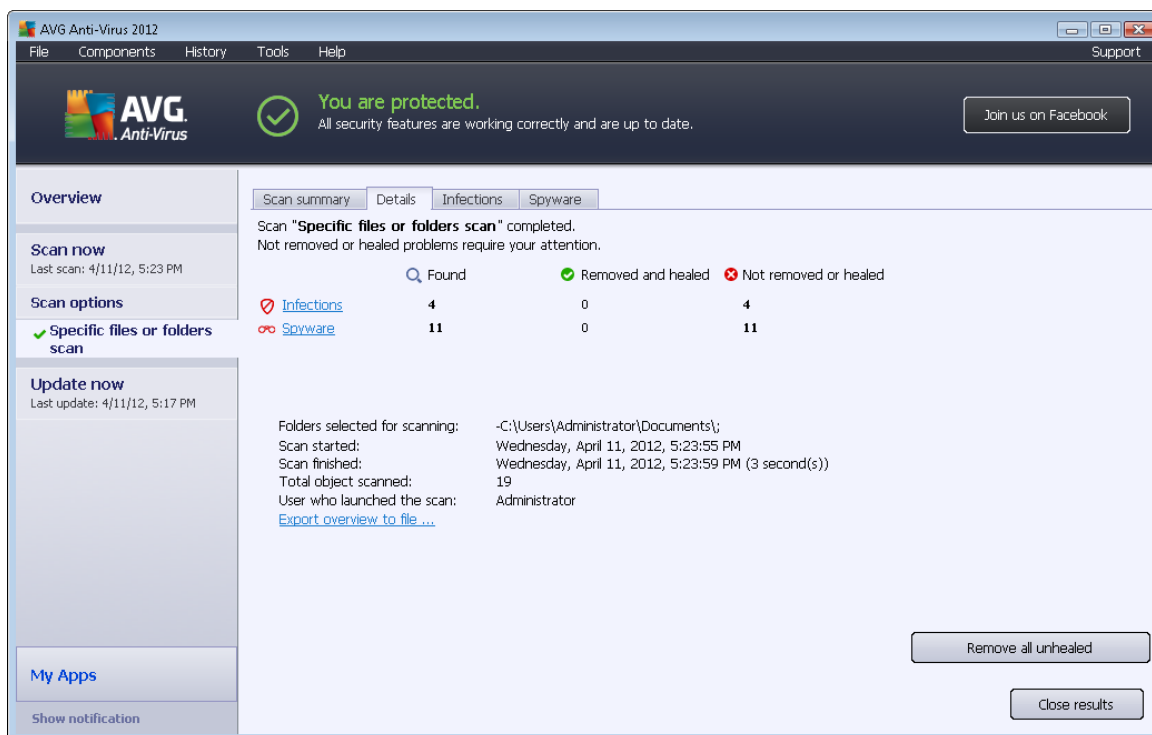 AVG Anti-Virus 2012
File Components History Tools Help Support
AVG.
Anti-Virus
You are protected.
All security features are working correctly and are up to date.
Join us on Facebook
Overview
Scan now
Last scan: 4/11/12, 5:23 PM
Scan options
Specific files or folders
scan
Update now
Last update: 4/11/12, 5:17 PM
My Apps
Show notification
Scan summary Details Infections Spyware
Scan "Specific files or folders scan" completed.
Not removed or healed problems require your attention.
Found Removed and healed Not removed or healed
Infections 4 0 4
Spyware 11 0 11
Folders selected for scanning: -C:\Users\Administrator\Documents\;
Scan started: Wednesday, April 11, 2012, 5:23:55 PM
Scan finished: Wednesday, April 11, 2012, 5:23:59 PM (3 second(s))
Total object scanned: 19
User who launched the scan: Administrator
Export overview to file ...
Remove all unhealed
Close results